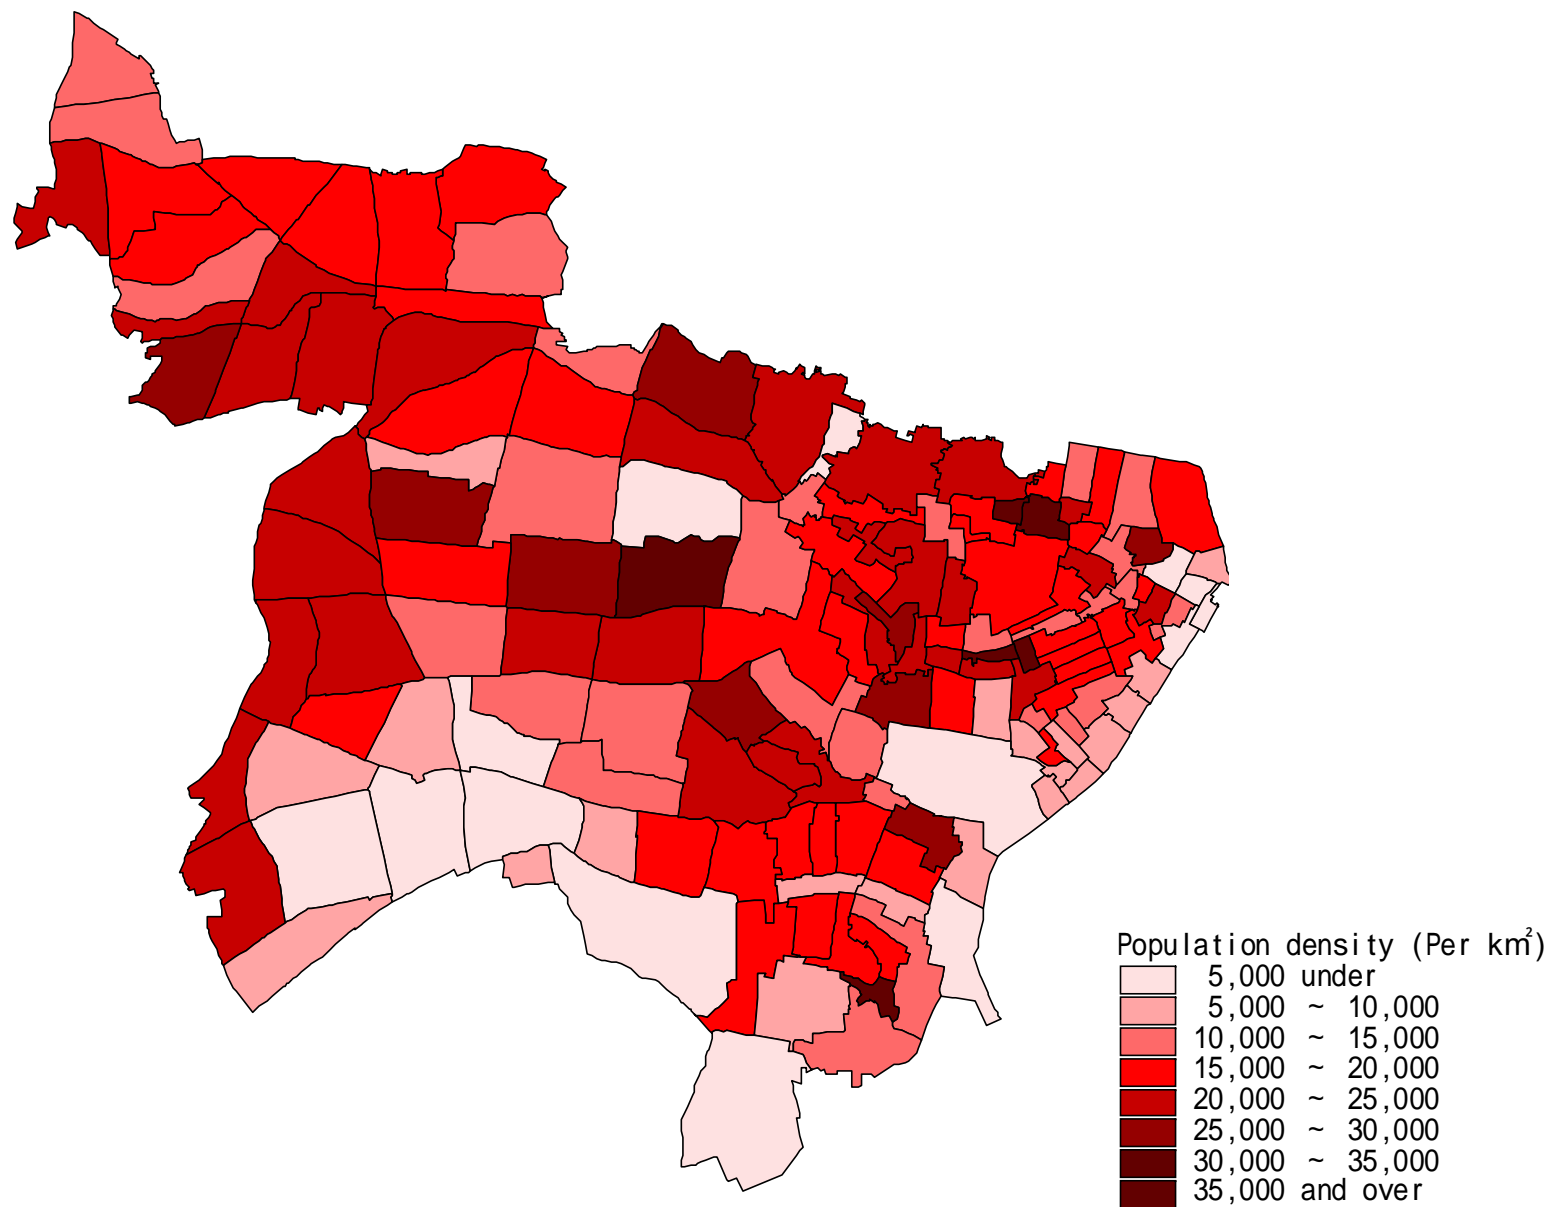 Population density (Per km²)
5,000 under
5,000 ~ 10,000
10,000 ~ 15,000
15,000 ~ 20,000
20,000 ~ 25,000
25,000 ~ 30,000
30,000 ~ 35,000
35,000 and over